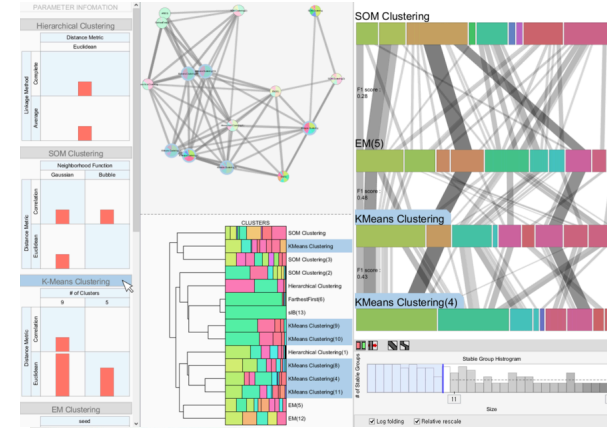 PARAMETER INFOMATION
Hierarchical Clustering
Distance Metric
Euclidean
Linkage Method
Complete
Average
SOM Clustering
Neighborhood Function
Gaussian Bubble
Distance Metric
Correlation
Euclidean
K-Means Clustering
# of Clusters
9 5
Distance Metric
Correlation
Euclidean
EM Clustering
seed
CLUSTERS
SOM Clustering
KMeans Clustering
SOM Clustering(3)
SOM Clustering(2)
Hierarchical Clustering
FarthestFirst(6)
sIB(13)
KMeans Clustering(9)
KMeans Clustering(10)
Hierarchical Clustering(1)
KMeans Clustering(8)
KMeans Clustering(4)
KMeans Clustering(11)
EM(5)
EM(12)
SOM Clustering
F1 score :
0.28
EM(5)
F1 score :
0.48
KMeans Clustering
F1 score :
0.43
KMeans Clustering(4)
Stable Group Histogram
# of Stable Groups
11
Size
Log folding Relative rescale